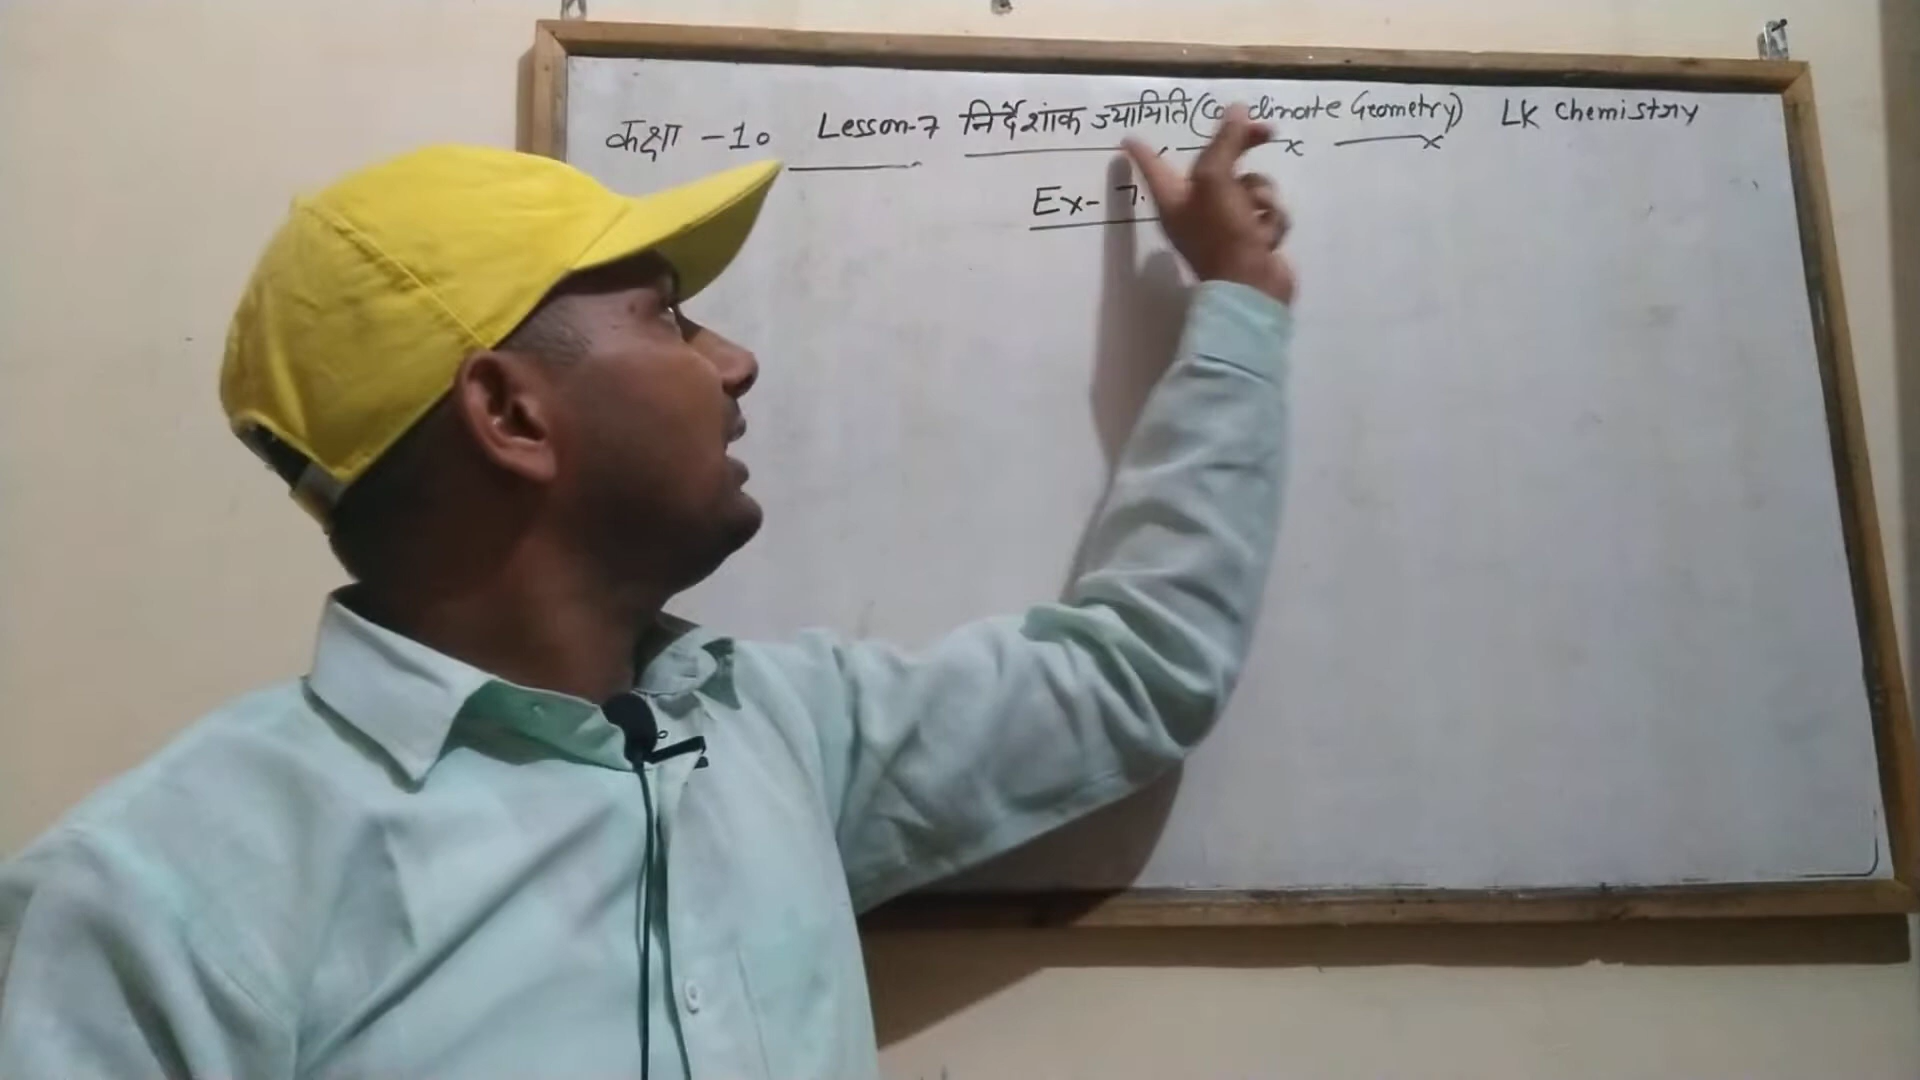 कक्षा -10 Lesson-7 निर्देशांक ज्यामिति (Coordinate Geometry) LK Chemistry
Ex- 7.